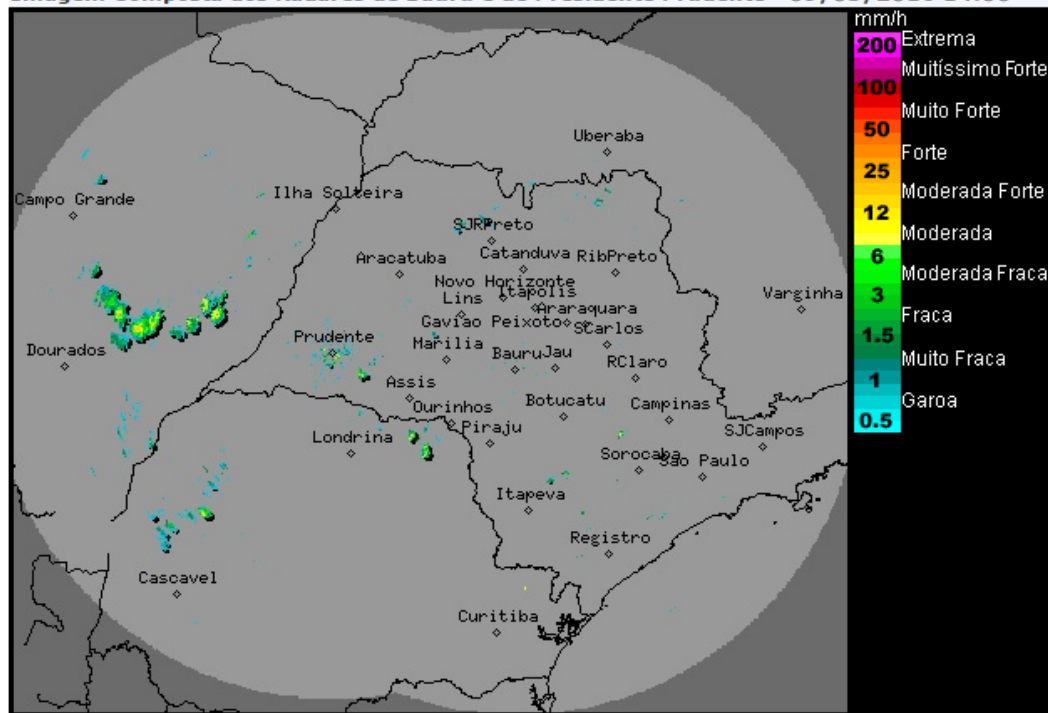 mm/h
200 Extrema
Muitíssimo Forte
100
Muito Forte
50
Forte
25
Moderada Forte
12
Moderada
6
Moderada Fraca
3
Fraca
1.5
Muito Fraca
1
Garoa
0.5
Uberaba
Campo Grande
Ilha Solteira
SJRPreto
Catanduva
RibPreto
Aracatuba
Novo Horizonte
Itapolis
Lins
Araraquara
Varginha
Gaviao Peixoto
SCarlos
Prudente
Marilia
Dourados
Bauru
Jau
RClaro
Assis
Ourinhos
Botucatu
Campinas
Piraju
SJCampos
Londrina
Sorocaba
Sao Paulo
Itapeva
Registro
Cascavel
Curitiba